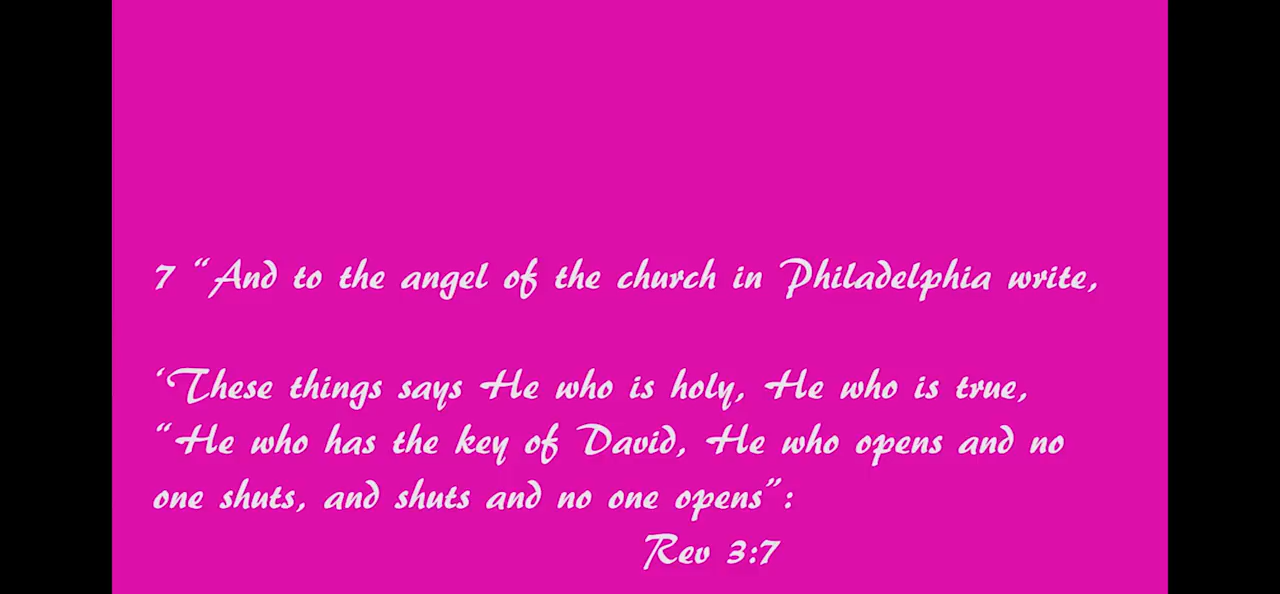 7 “And to the angel of the church in Philadelphia write,
‘These things says He who is holy, He who is true,
“He who has the key of David, He who opens and no
one shuts, and shuts and no one opens”:
Rev 3:7